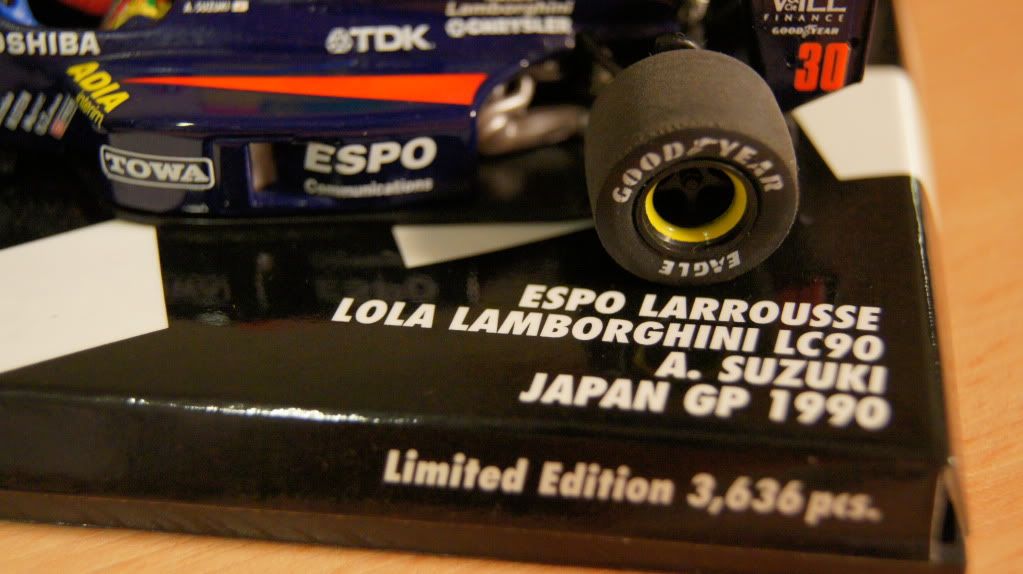 A.SUZUKI
Lamborghini
CHRYSLER
TDK
OSHIBA
ADIA
TOWA
ESPO
Communications
FINANCE
GOODYEAR
30
GOODYEAR
EAGLE
ESPO LARROUSSE
LOLA LAMBORGHINI LC90
A. SUZUKI
JAPAN GP 1990
Limited Edition 3,636 pcs.